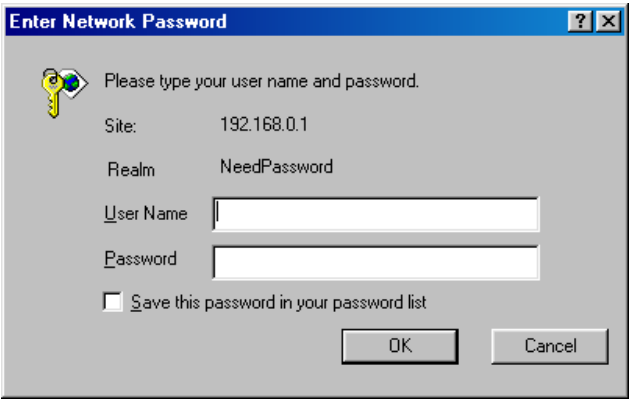 Enter Network Password
Please type your user name and password.
Site: 192.168.0.1
Realm NeedPassword
User Name
Password
Save this password in your password list
OK Cancel